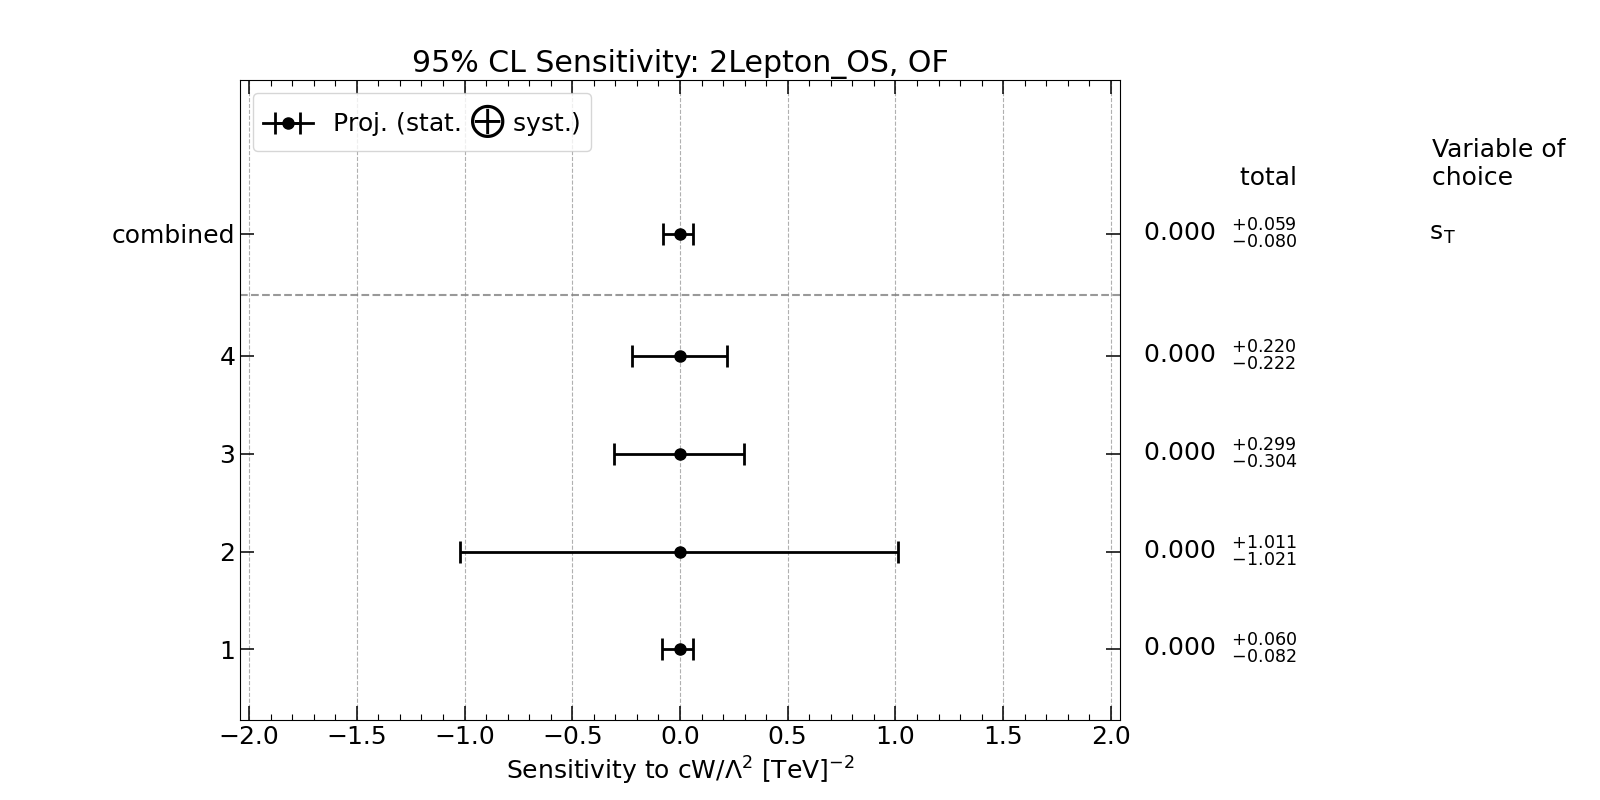 95% CL Sensitivity: 2Lepton_OS, OF
Proj. (stat. ⊕ syst.)
total
Variable of
choice
combined
0.000 +0.059 −0.080
sT
4
0.000 +0.220 −0.222
3
0.000 +0.299 −0.304
2
0.000 +1.011 −1.021
1
0.000 +0.060 −0.082
−2.0 −1.5 −1.0 −0.5 0.0 0.5 1.0 1.5 2.0
Sensitivity to cW/Λ² [TeV]⁻²